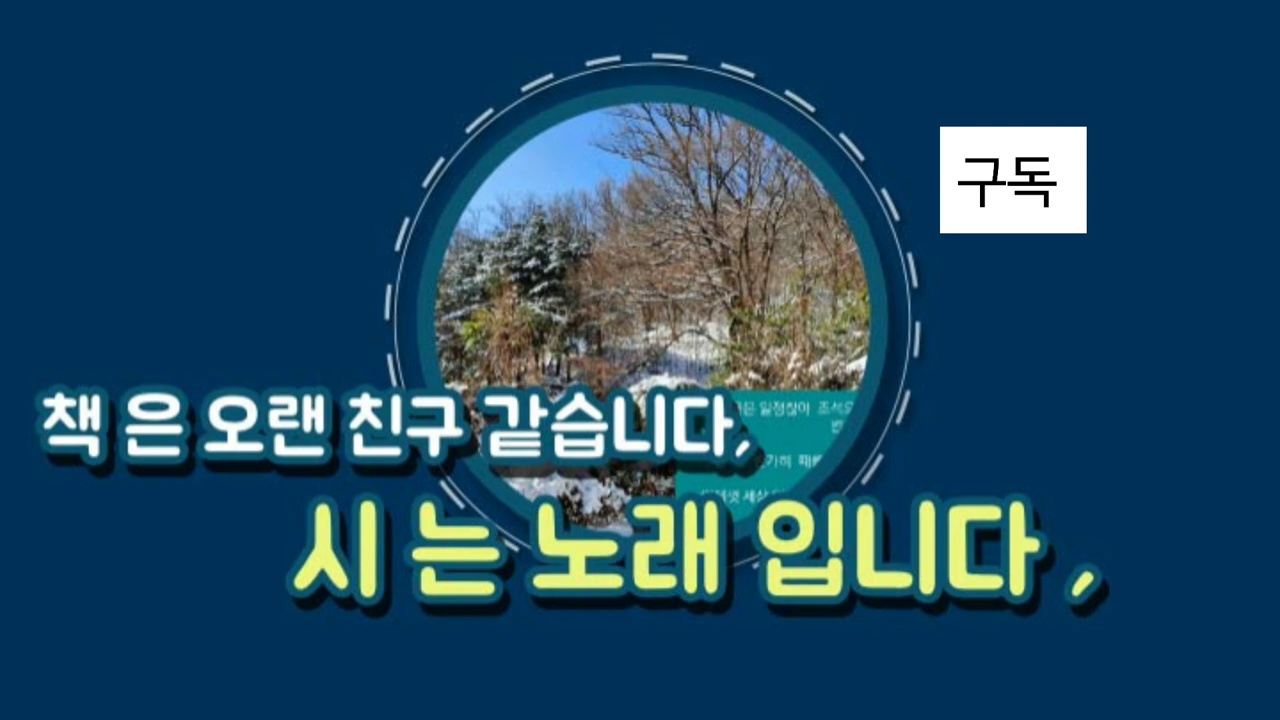 구독
책 은 오랜 친구 같습니다,
시 는 노래 입니다 ,